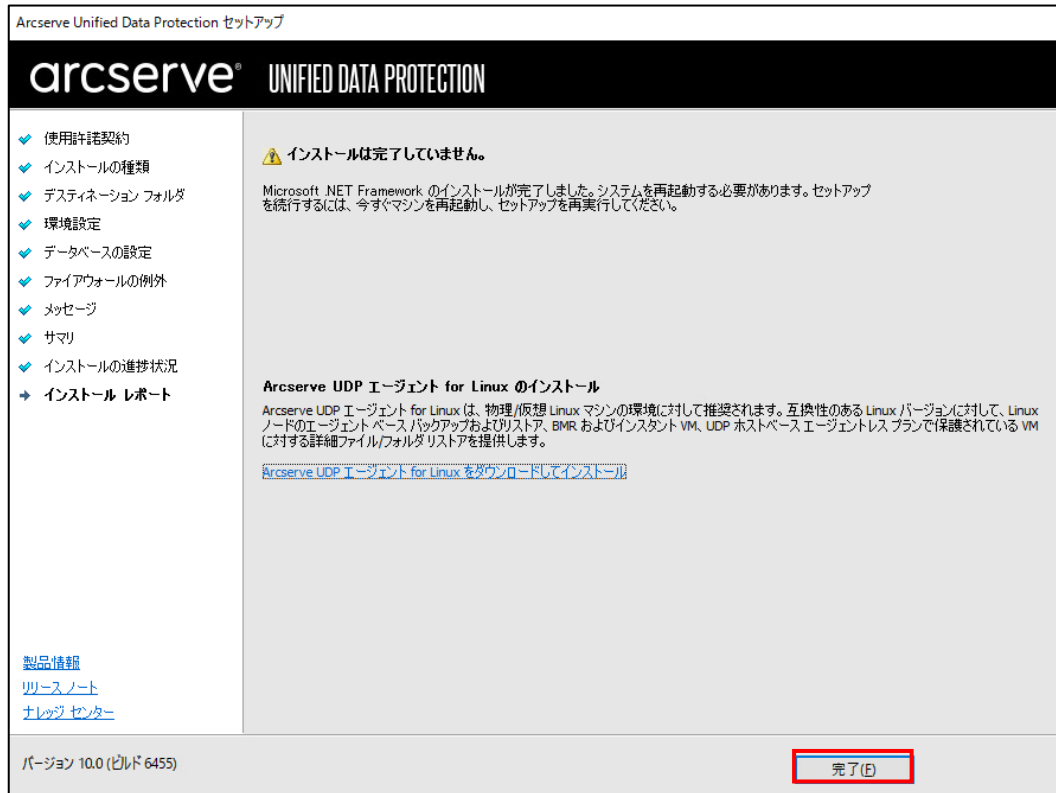 Arcserve Unified Data Protection セットアップ
arcserve® UNIFIED DATA PROTECTION
使用許諾契約
インストールの種類
デスティネーション フォルダ
環境設定
データベースの設定
ファイアウォールの例外
メッセージ
サマリ
インストールの進捗状況
インストール レポート
製品情報
リリース ノート
ナレッジ センター
インストールは完了していません。
Microsoft .NET Framework のインストールが完了しました。システムを再起動する必要があります。セットアップ
を続行するには、今すぐマシンを再起動し、セットアップを再実行してください。
Arcserve UDP エージェント for Linux のインストール
Arcserve UDP エージェント for Linux は、物理/仮想 Linux マシンの環境に対して推奨されます。互換性のある Linux バージョンに対して、Linux
ノードのエージェント ベース バックアップおよびリストア、BMR およびインスタント VM、UDP ホストベース エージェントレス プランで保護されている VM
に対する詳細ファイル/フォルダ リストアを提供します。
Arcserve UDP エージェント for Linux をダウンロードしてインストール
バージョン 10.0 (ビルド 6455)
完了(F)